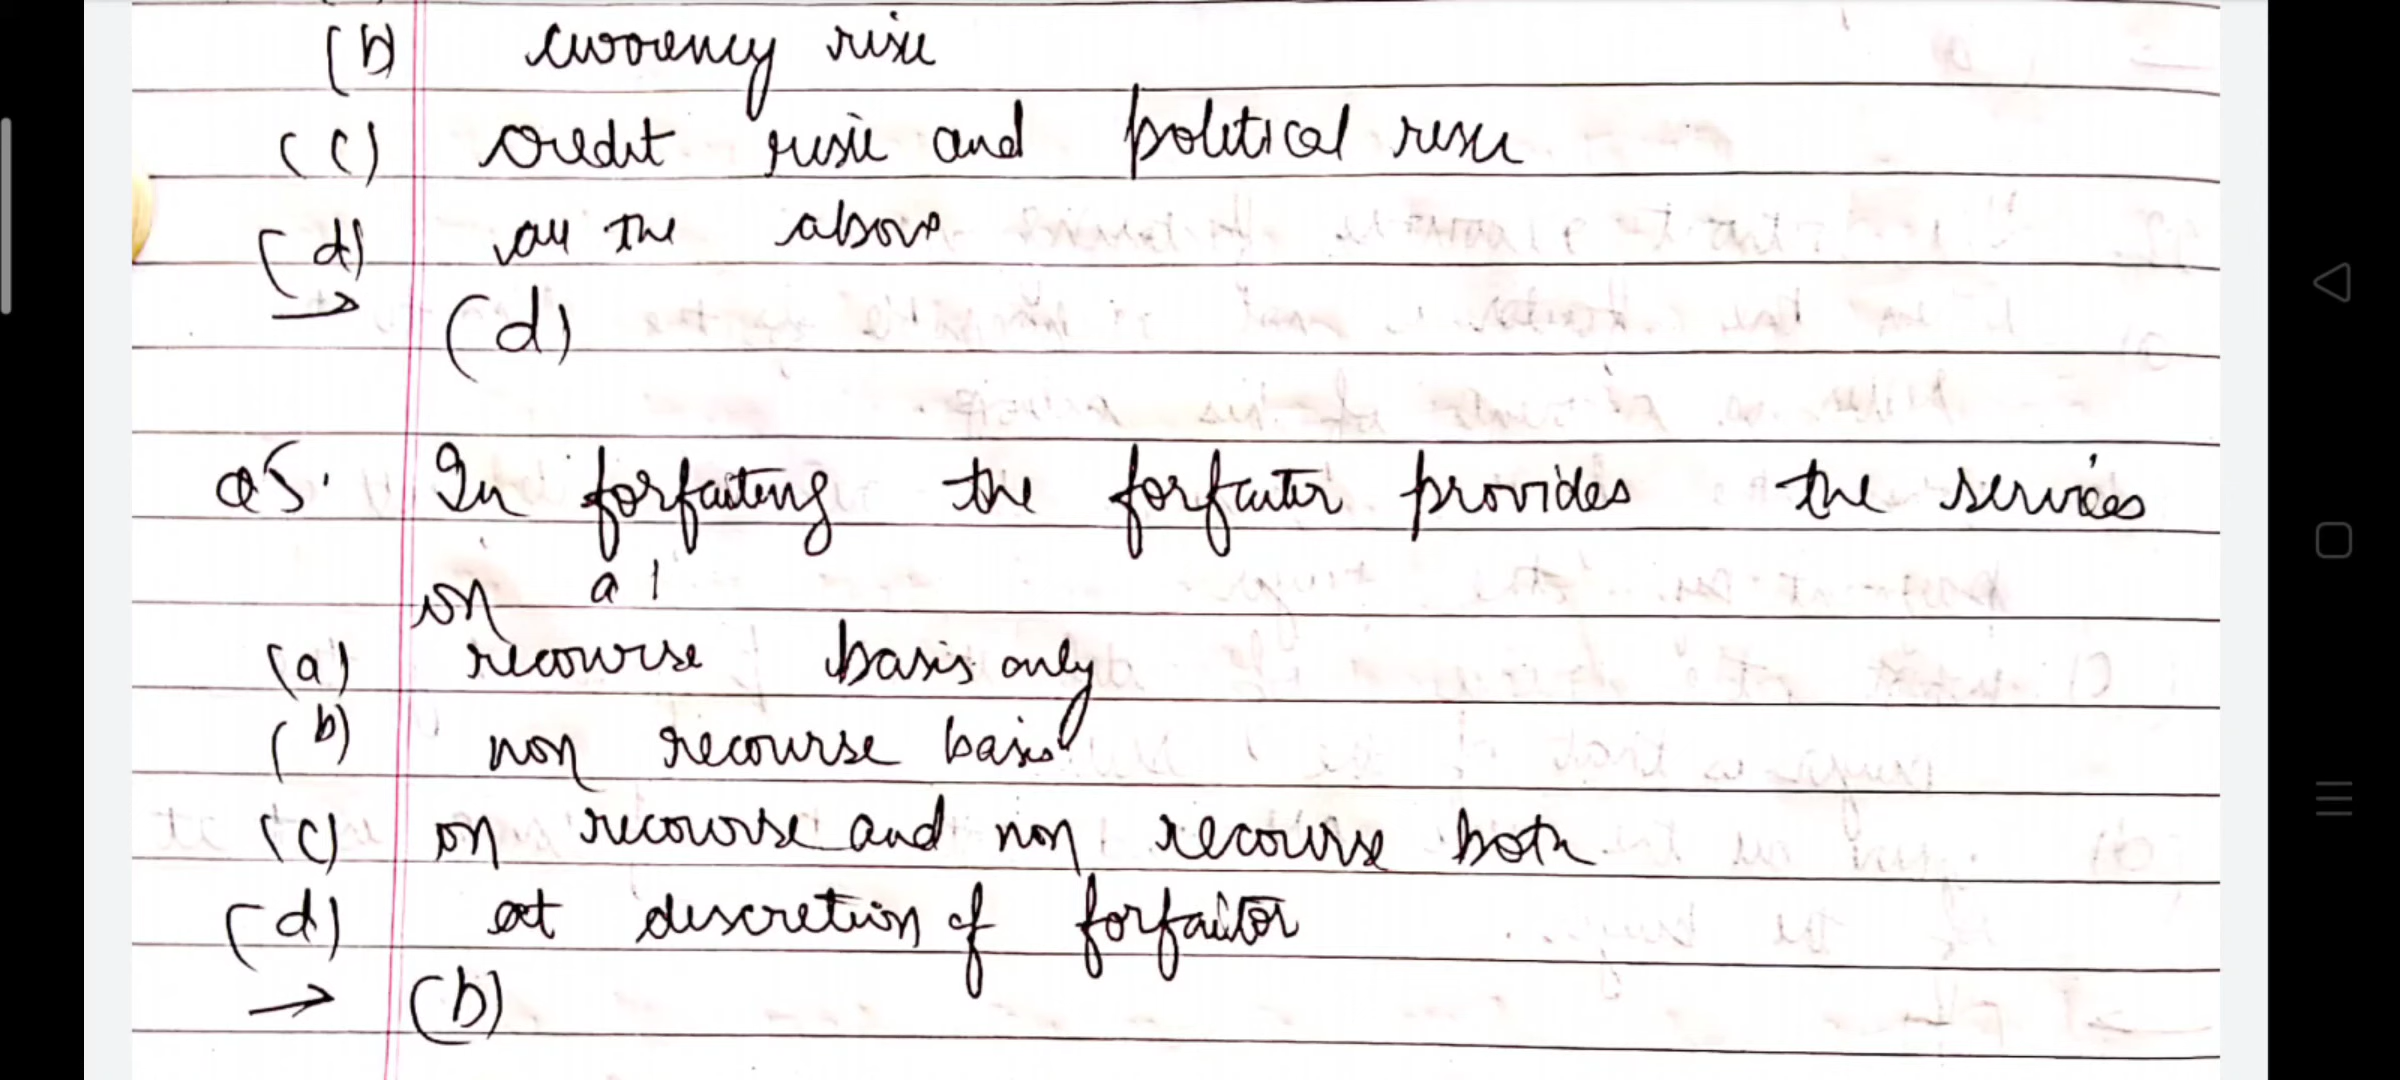 (b) currency risk
(c) credit risk and political risk
(d) all the above
→ (d)
Q5. In forfaiting the forfaiter provides the services
on a
(a) recourse basis only
(b) non recourse basis
(c) on recourse and non recourse both
(d) at discretion of forfaitor
→ (b)